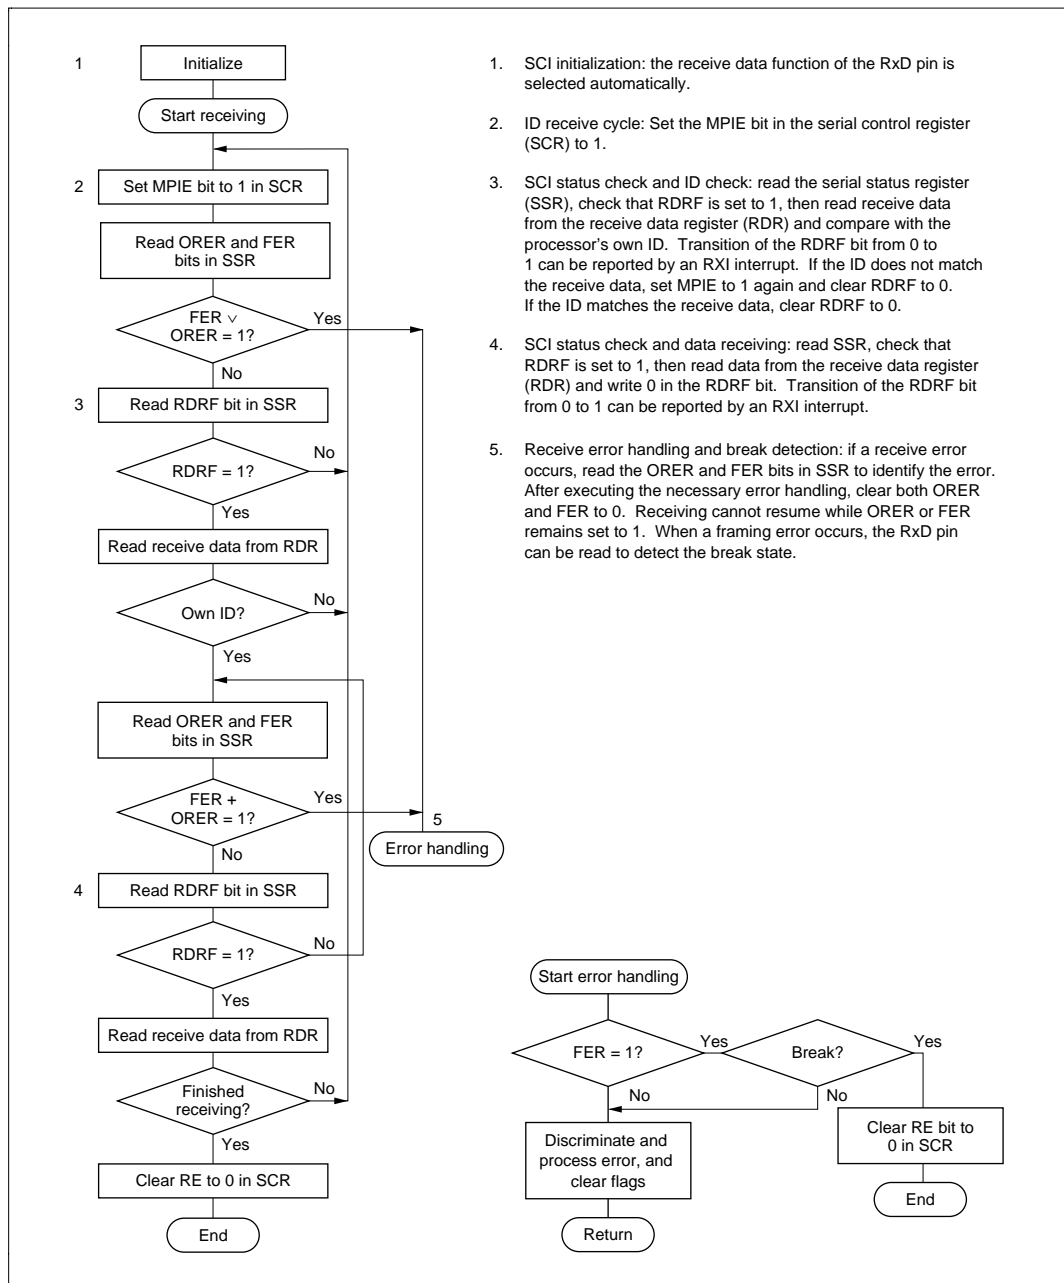 1
Initialize
Start receiving
2
Set MPIE bit to 1 in SCR
Read ORER and FER
bits in SSR
FER ∨
ORER = 1?
Yes
No
3
Read RDRF bit in SSR
RDRF = 1?
No
Yes
Read receive data from RDR
Own ID?
No
Yes
Read ORER and FER
bits in SSR
FER +
ORER = 1?
Yes
No
5
Error handling
4
Read RDRF bit in SSR
RDRF = 1?
No
Yes
Read receive data from RDR
Finished
receiving?
No
Yes
Clear RE to 0 in SCR
End
1. SCI initialization: the receive data function of the RxD pin is
selected automatically.
2. ID receive cycle: Set the MPIE bit in the serial control register
(SCR) to 1.
3. SCI status check and ID check: read the serial status register
(SSR), check that RDRF is set to 1, then read receive data
from the receive data register (RDR) and compare with the
processor's own ID. Transition of the RDRF bit from 0 to
1 can be reported by an RXI interrupt. If the ID does not match
the receive data, set MPIE to 1 again and clear RDRF to 0.
If the ID matches the receive data, clear RDRF to 0.
4. SCI status check and data receiving: read SSR, check that
RDRF is set to 1, then read data from the receive data register
(RDR) and write 0 in the RDRF bit. Transition of the RDRF bit
from 0 to 1 can be reported by an RXI interrupt.
5. Receive error handling and break detection: if a receive error
occurs, read the ORER and FER bits in SSR to identify the error.
After executing the necessary error handling, clear both ORER
and FER to 0. Receiving cannot resume while ORER or FER
remains set to 1. When a framing error occurs, the RxD pin
can be read to detect the break state.
Start error handling
FER = 1?
Yes
No
Break?
Yes
No
Discriminate and
process error, and
clear flags
Return
Clear RE bit to
0 in SCR
End